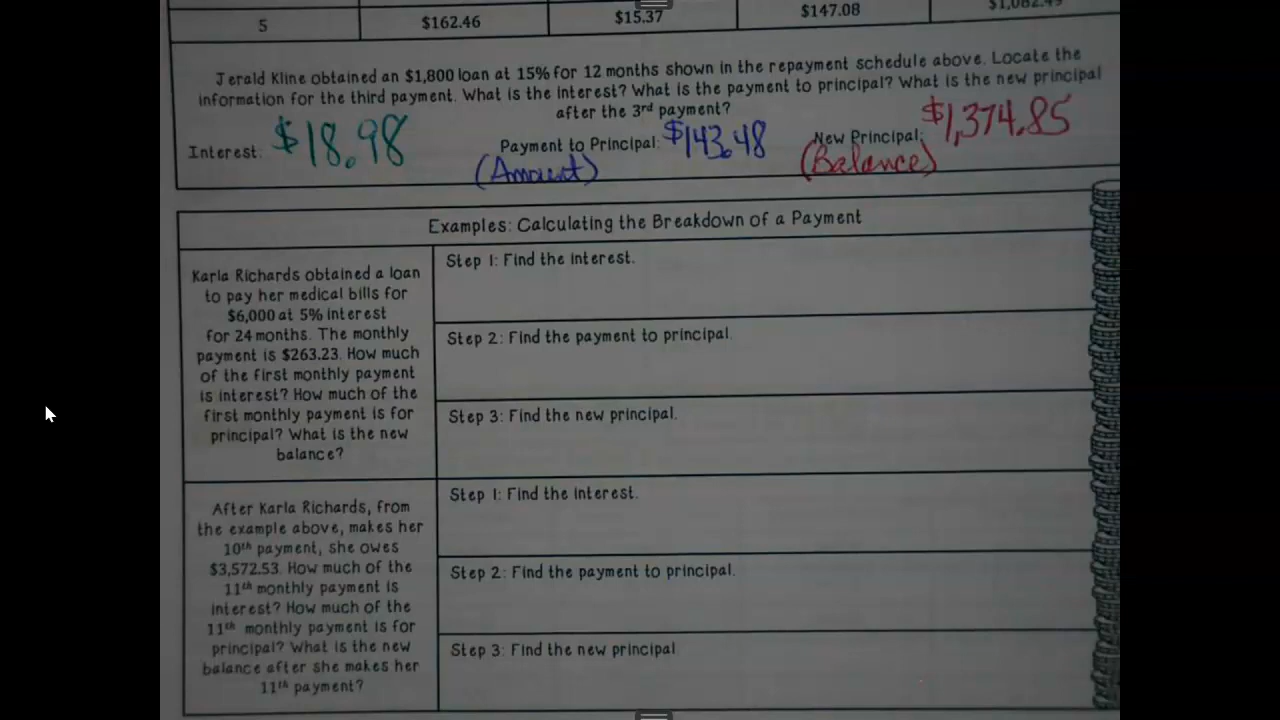 5 $162.46 $15.37 $147.08 $1,082.49
Jerald Kline obtained an $1,800 loan at 15% for 12 months shown in the repayment schedule above. Locate the
information for the third payment. What is the interest? What is the payment to principal? What is the new principal
after the 3rd payment?
Interest: $18.98 Payment to Principal: $143.48 New Principal: $1,374.85
(Amount) (Balance)
Examples: Calculating the Breakdown of a Payment
Karla Richards obtained a loan
to pay her medical bills for
$6,000 at 5% interest
for 24 months. The monthly
payment is $263.23. How much
of the first monthly payment
is interest? How much of the
first monthly payment is for
principal? What is the new
balance?
Step 1: Find the interest.
Step 2: Find the payment to principal.
Step 3: Find the new principal.
After Karla Richards, from
the example above, makes her
10th payment, she owes
$3,572.53. How much of the
11th monthly payment is
interest? How much of the
11th monthly payment is for
principal? What is the new
balance after she makes her
11th payment?
Step 1: Find the interest.
Step 2: Find the payment to principal.
Step 3: Find the new principal